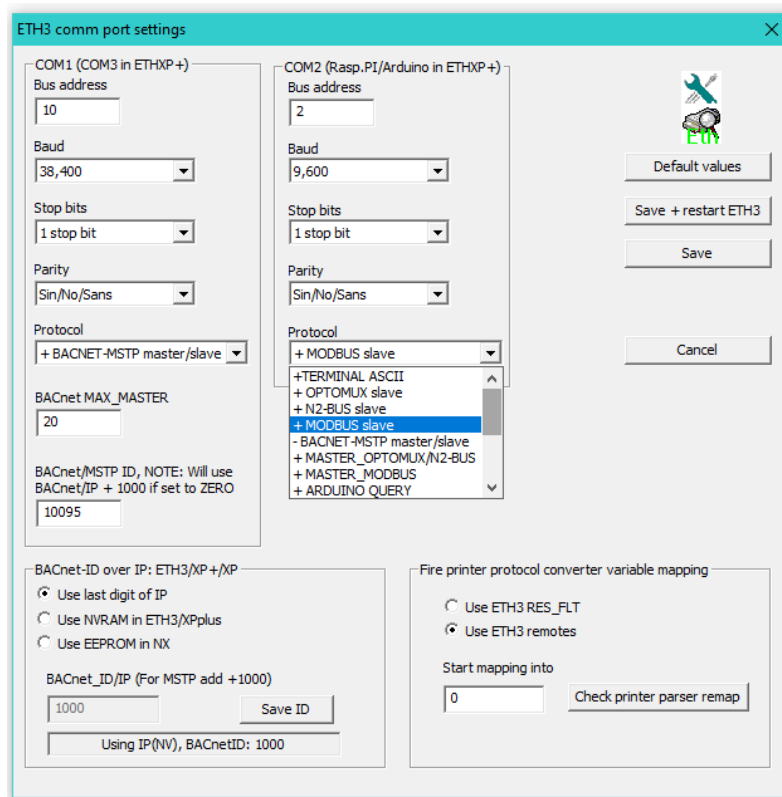 ETH3 comm port settings
COM1 (COM3 in ETHXP+)
Bus address
10
Baud
38,400
Stop bits
1 stop bit
Parity
Sin/No/Sans
Protocol
+ BACNET-MSTP master/slave
BACnet MAX_MASTER
20
BACnet/MSTP ID, NOTE: Will use
BACnet/IP + 1000 if set to ZERO
10095
COM2 (Rasp.PI/Arduino in ETHXP+)
Bus address
2
Baud
9,600
Stop bits
1 stop bit
Parity
Sin/No/Sans
Protocol
+ MODBUS slave
+TERMINAL ASCII
+ OPTOMUX slave
+ N2-BUS slave
+ MODBUS slave
- BACNET-MSTP master/slave
+ MASTER_OPTOMUX/N2-BUS
+ MASTER_MODBUS
+ ARDUINO QUERY
Eth
Default values
Save + restart ETH3
Save
Cancel
BACnet-ID over IP: ETH3/XP+/XP
Use last digit of IP
Use NVRAM in ETH3/XPplus
Use EEPROM in NX
BACnet_ID/IP (For MSTP add +1000)
1000
Save ID
Using IP(NV), BACnetID: 1000
Fire printer protocol converter variable mapping
Use ETH3 RES_FLT
Use ETH3 remotes
Start mapping into
0
Check printer parser remap